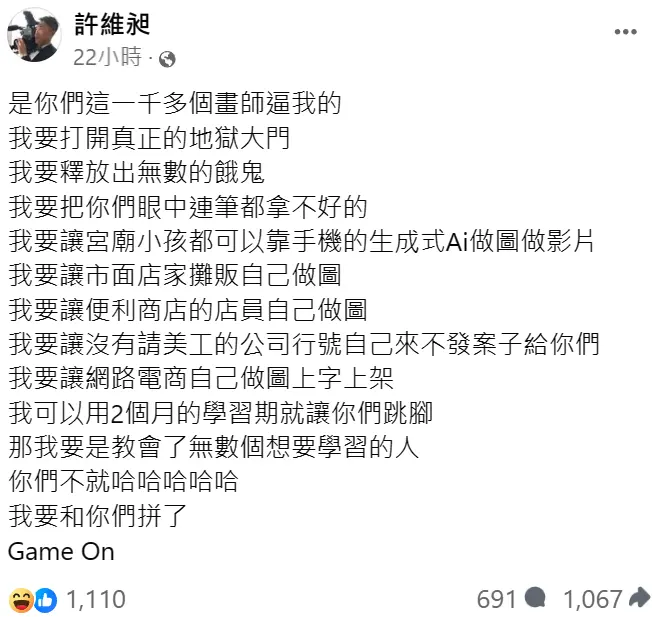 許維昶
22小時 ·
是你們這一千多個畫師逼我的
我要打開真正的地獄大門
我要釋放出無數的餓鬼
我要把你們眼中連筆都拿不好的
我要讓宮廟小孩都可以靠手機的生成式Ai做圖做影片
我要讓市面店家攤販自己做圖
我要讓便利商店的店員自己做圖
我要讓沒有請美工的公司行號自己來不發案子給你們
我要讓網路電商自己做圖上字上架
我可以用2個月的學習期就讓你們跳腳
那我要是教會了無數個想要學習的人
你們不就哈哈哈哈哈
我要和你們拼了
Game On
1,110
691 1,067